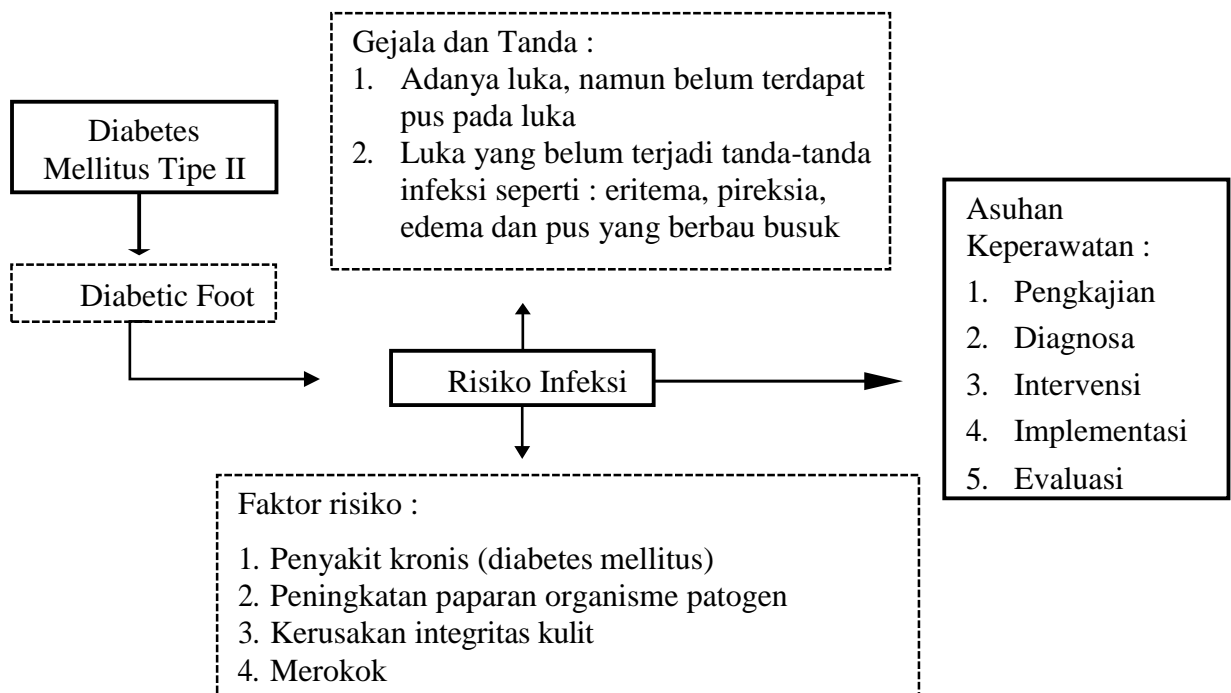 Gejala dan Tanda :
1. Adanya luka, namun belum terdapat
pus pada luka
2. Luka yang belum terjadi tanda-tanda
infeksi seperti : eritema, pireksia,
edema dan pus yang berbau busuk
Diabetes
Mellitus Tipe II
Diabetic Foot
Risiko Infeksi
Asuhan
Keperawatan :
1. Pengkajian
2. Diagnosa
3. Intervensi
4. Implementasi
5. Evaluasi
Faktor risiko :
1. Penyakit kronis (diabetes mellitus)
2. Peningkatan paparan organisme patogen
3. Kerusakan integritas kulit
4. Merokok